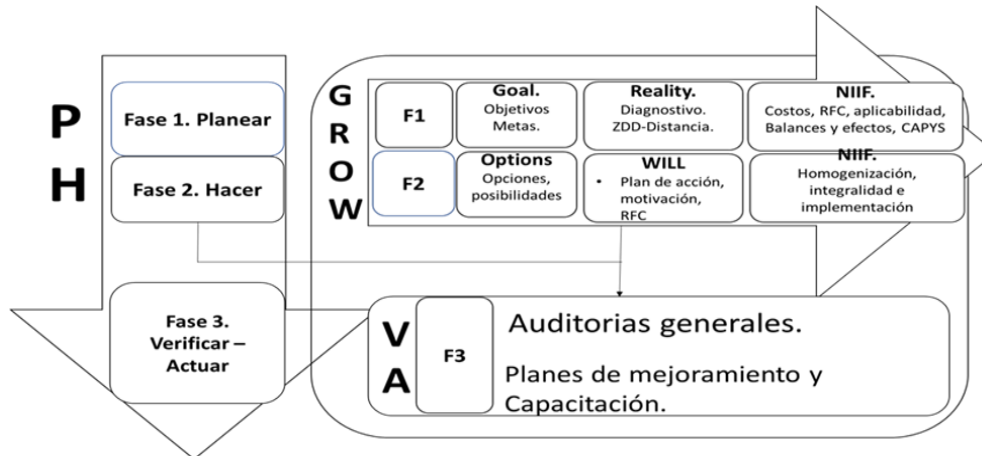 P
H
Fase 1. Planear
Fase 2. Hacer
Fase 3.
Verificar –
Actuar
G
R
O
W
F1
Goal.
Objetivos
Metas.
Reality.
Diagnostivo.
ZDD-Distancia.
NIIF.
Costos, RFC, aplicabilidad,
Balances y efectos, CAPYS
F2
Options
Opciones,
posibilidades
WILL
• Plan de acción,
motivación,
RFC
NIIF.
Homogenización,
integralidad e
implementación
V
A
F3
Auditorias generales.
Planes de mejoramiento y
Capacitación.